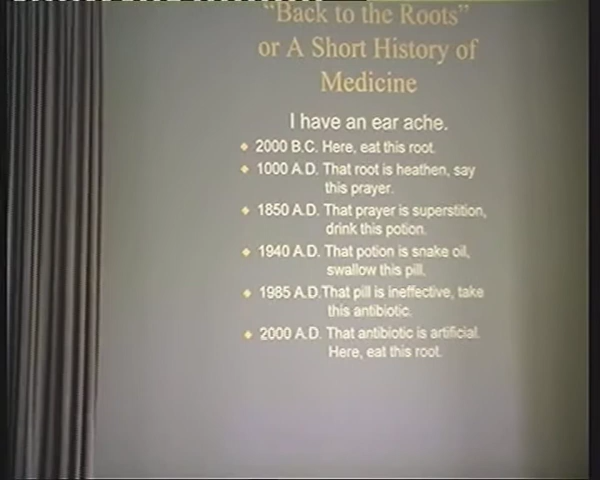 "Back to the Roots"
or A Short History of
Medicine
I have an ear ache.
2000 B.C. Here, eat this root.
1000 A.D. That root is heathen, say
this prayer.
1850 A.D. That prayer is superstition,
drink this potion.
1940 A.D. That potion is snake oil,
swallow this pill.
1985 A.D.That pill is ineffective, take
this antibiotic.
2000 A.D. That antibiotic is artificial.
Here, eat this root.